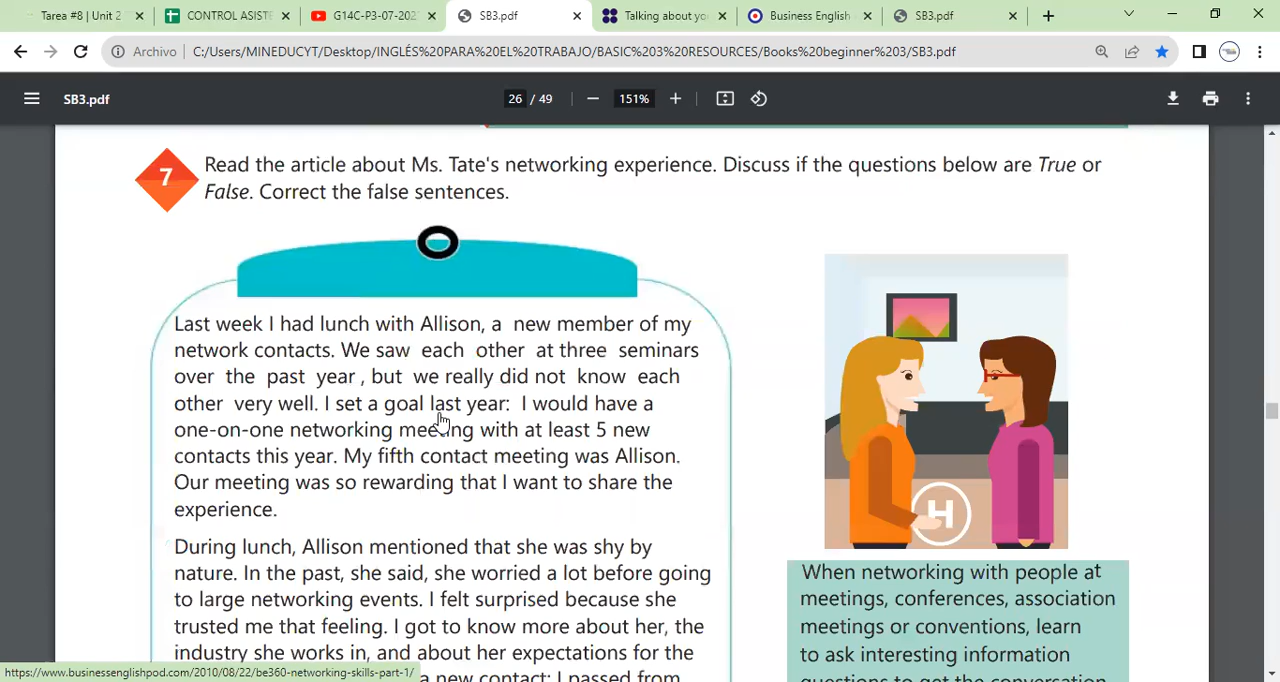 Tarea #8 | Unit 2
CONTROL ASIST
G14C-P3-07-202
SB3.pdf
Talking about yo
Business English
SB3.pdf
Archivo
C:/Users/MINEDUCYT/Desktop/INGLÉS%20PARA%20EL%20TRABAJO/BASIC%203%20RESOURCES/Books%20beginner%203/SB3.pdf
SB3.pdf
26 / 49
151%
7
Read the article about Ms. Tate's networking experience. Discuss if the questions below are True or
False. Correct the false sentences.
Last week I had lunch with Allison, a new member of my
network contacts. We saw each other at three seminars
over the past year , but we really did not know each
other very well. I set a goal last year: I would have a
one-on-one networking meeting with at least 5 new
contacts this year. My fifth contact meeting was Allison.
Our meeting was so rewarding that I want to share the
experience.
During lunch, Allison mentioned that she was shy by
nature. In the past, she said, she worried a lot before going
to large networking events. I felt surprised because she
trusted me that feeling. I got to know more about her, the
industry she works in, and about her expectations for the
a new contact; I passed from
H
When networking with people at
meetings, conferences, association
meetings or conventions, learn
to ask interesting information
questions to get the conversation
https://www.businessenglishpod.com/2010/08/22/be360-networking-skills-part-1/